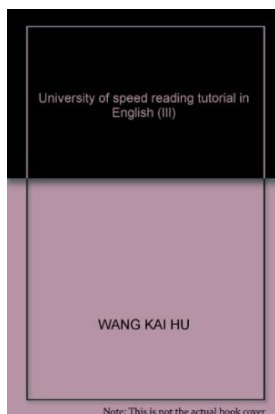 University of speed reading tutorial in
English (III)
WANG KAI HU
Note: This is not the actual book cover